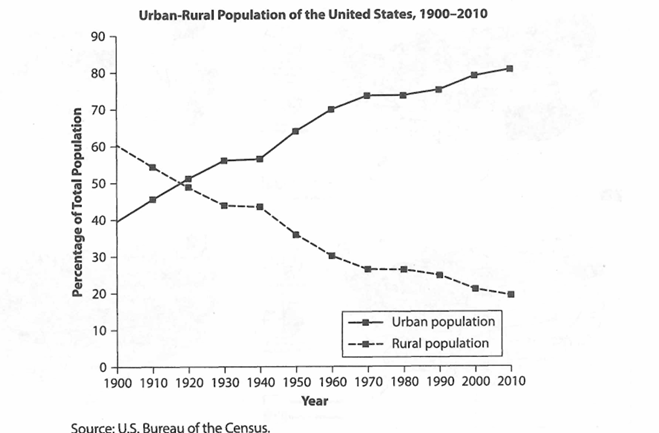 Urban-Rural Population of the United States, 1900–2010
Percentage of Total Population
90
80
70
60
50
40
30
20
10
0
Urban population
Rural population
1900 1910 1920 1930 1940 1950 1960 1970 1980 1990 2000 2010
Year
Source: U.S. Bureau of the Census.